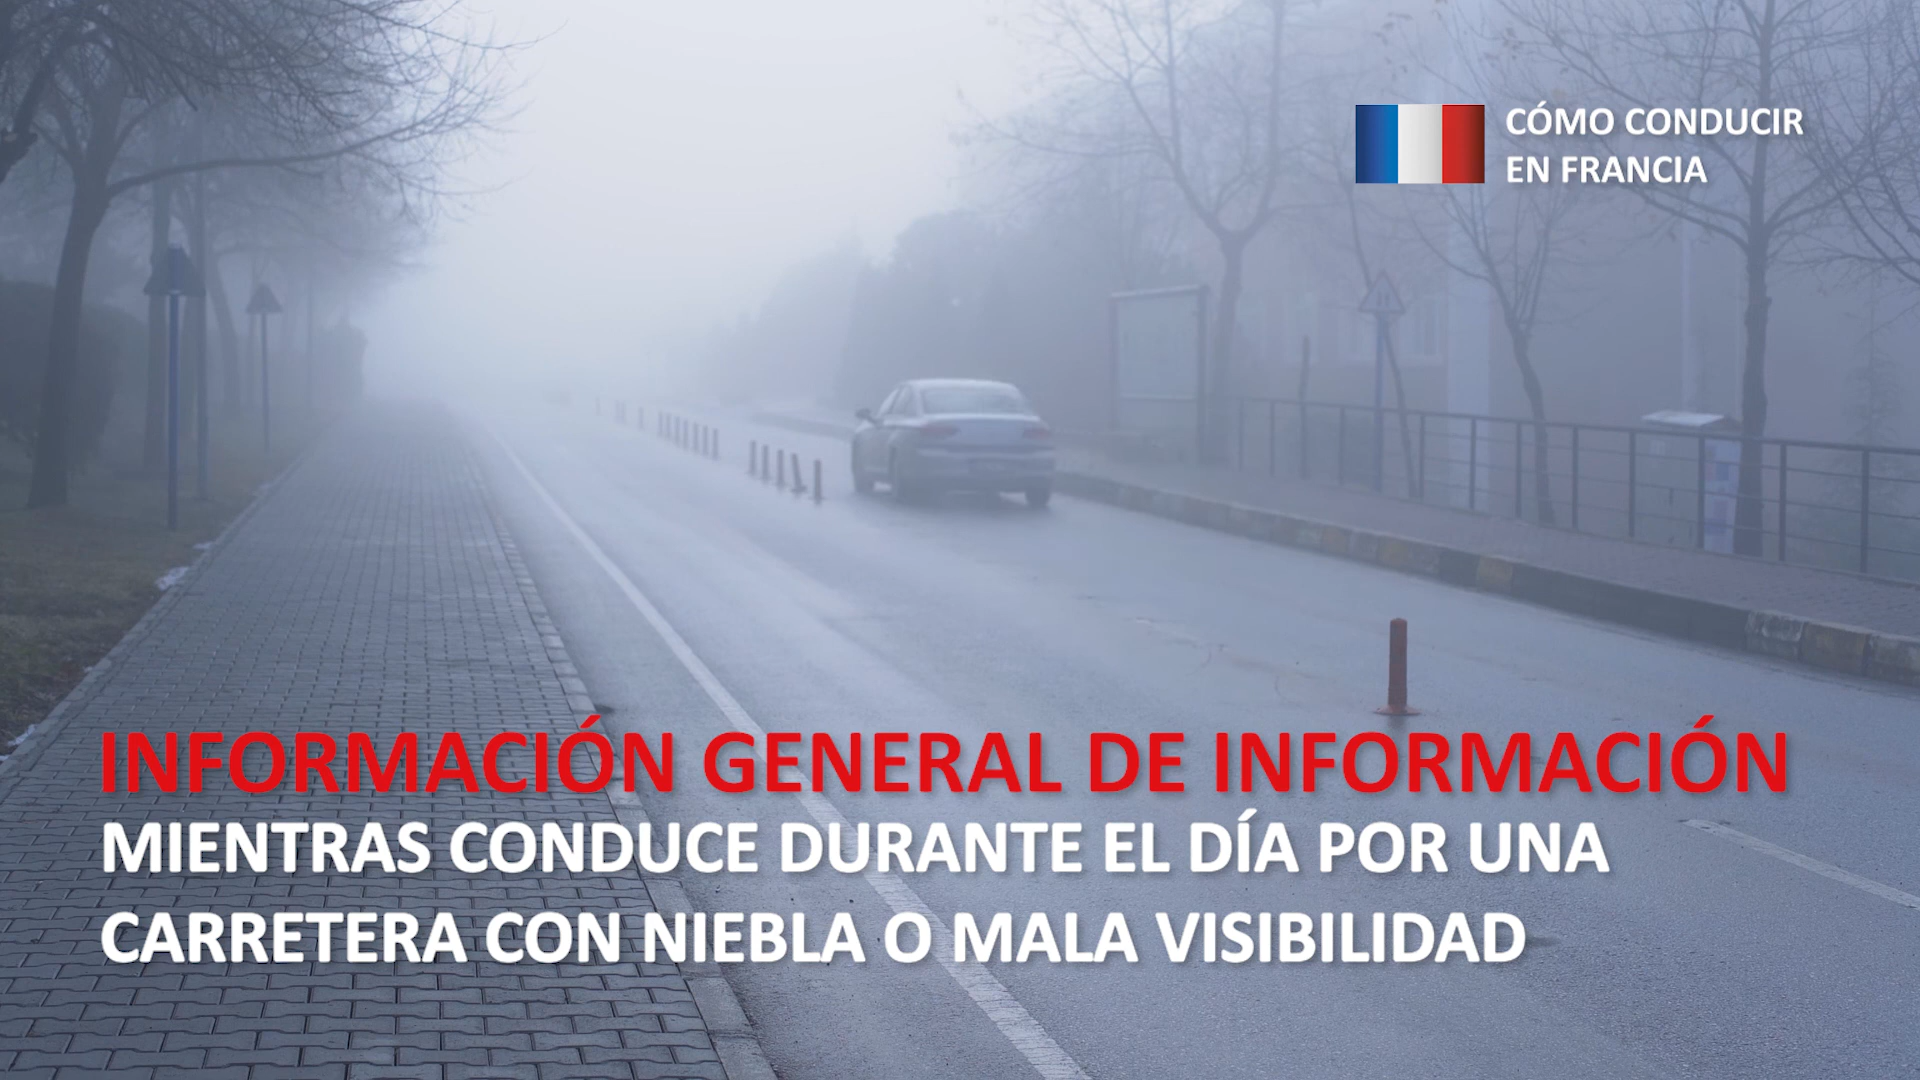 CÓMO CONDUCIR
EN FRANCIA
INFORMACIÓN GENERAL DE INFORMACIÓN
MIENTRAS CONDUCE DURANTE EL DÍA POR UNA
CARRETERA CON NIEBLA O MALA VISIBILIDAD